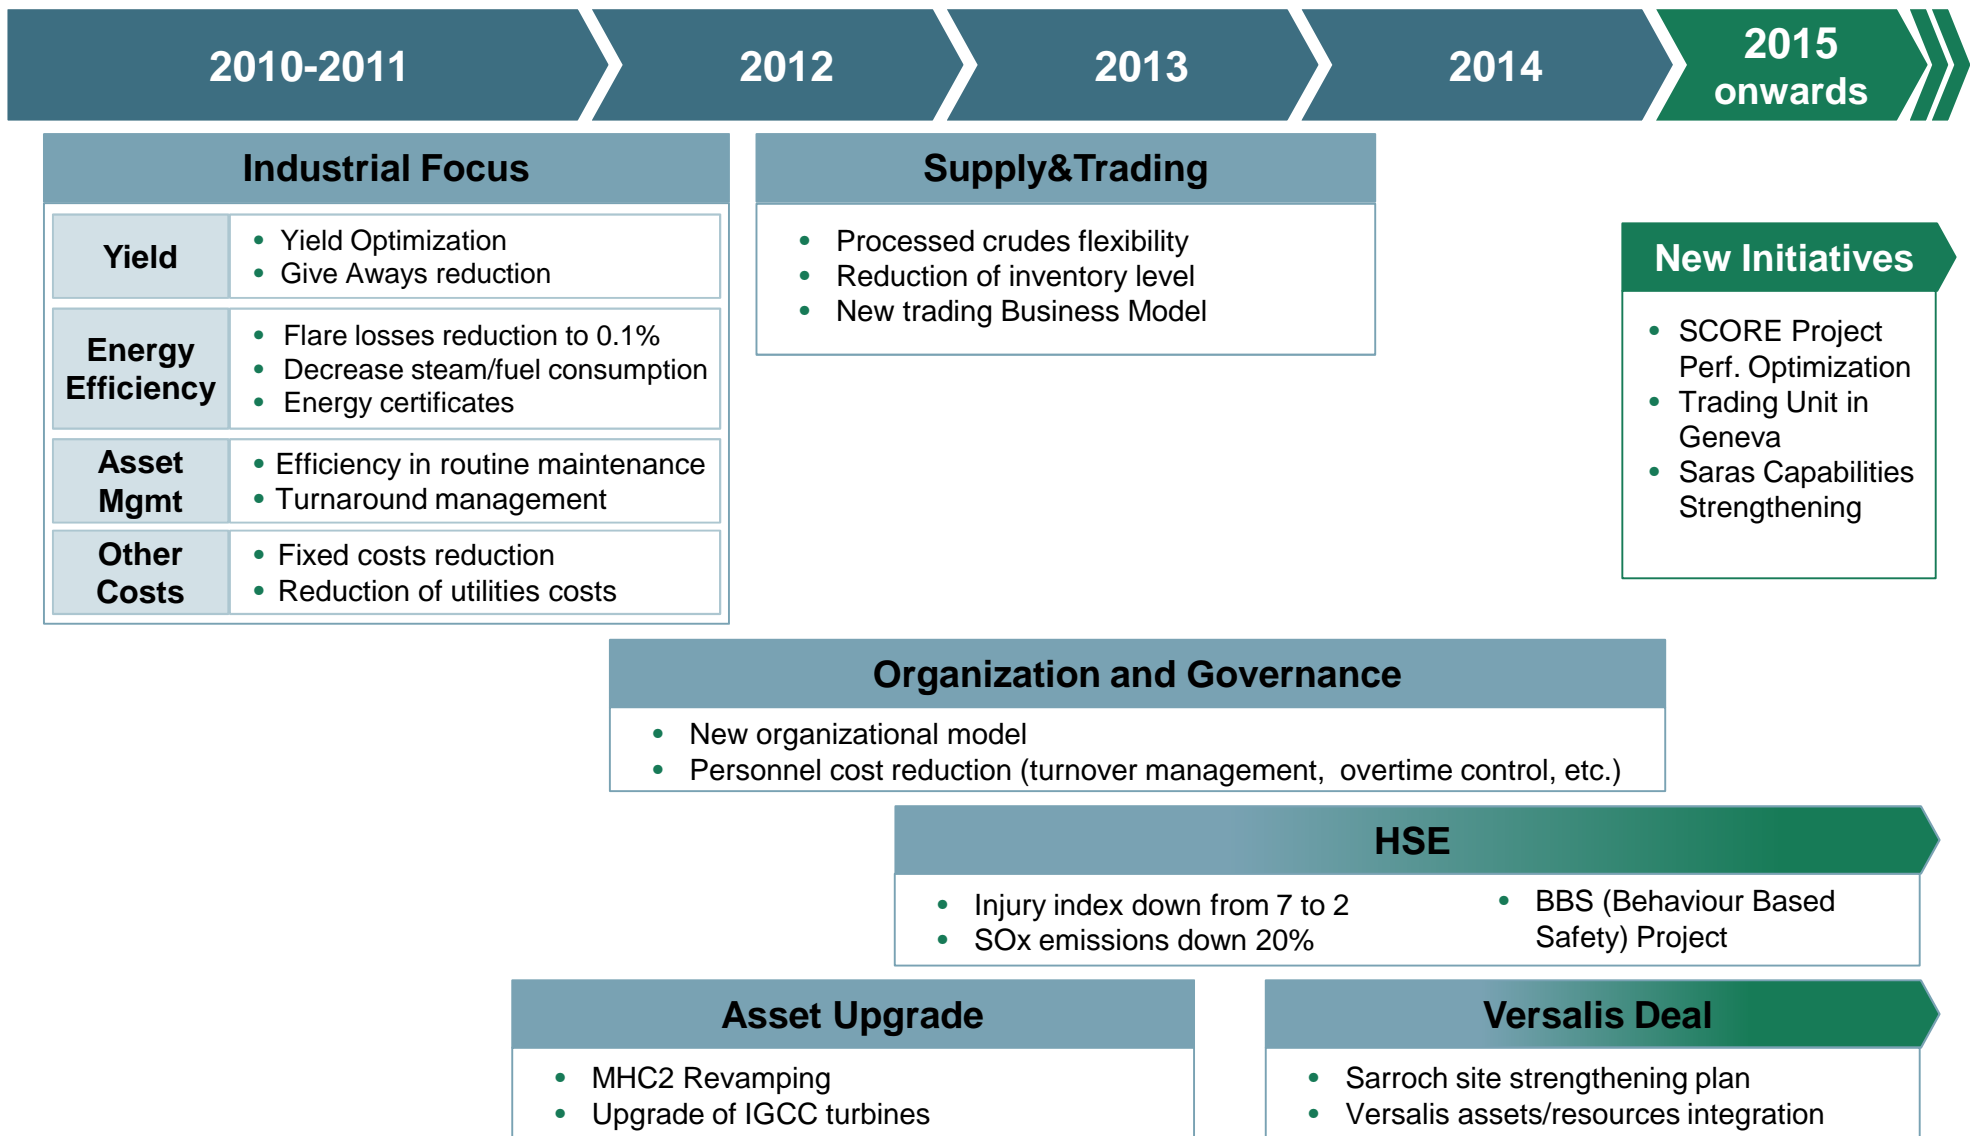 2010-2011
2012
2013
2014
2015
onwards
Industrial Focus
Yield
• Yield Optimization
• Give Aways reduction
Energy
Efficiency
• Flare losses reduction to 0.1%
• Decrease steam/fuel consumption
• Energy certificates
Asset
Mgmt
• Efficiency in routine maintenance
• Turnaround management
Other
Costs
• Fixed costs reduction
• Reduction of utilities costs
Supply&Trading
• Processed crudes flexibility
• Reduction of inventory level
• New trading Business Model
New Initiatives
• SCORE Project
Perf. Optimization
• Trading Unit in
Geneva
• Saras Capabilities
Strengthening
Organization and Governance
• New organizational model
• Personnel cost reduction (turnover management, overtime control, etc.)
HSE
• Injury index down from 7 to 2
• SOx emissions down 20%
• BBS (Behaviour Based
Safety) Project
Asset Upgrade
• MHC2 Revamping
• Upgrade of IGCC turbines
Versalis Deal
• Sarroch site strengthening plan
• Versalis assets/resources integration